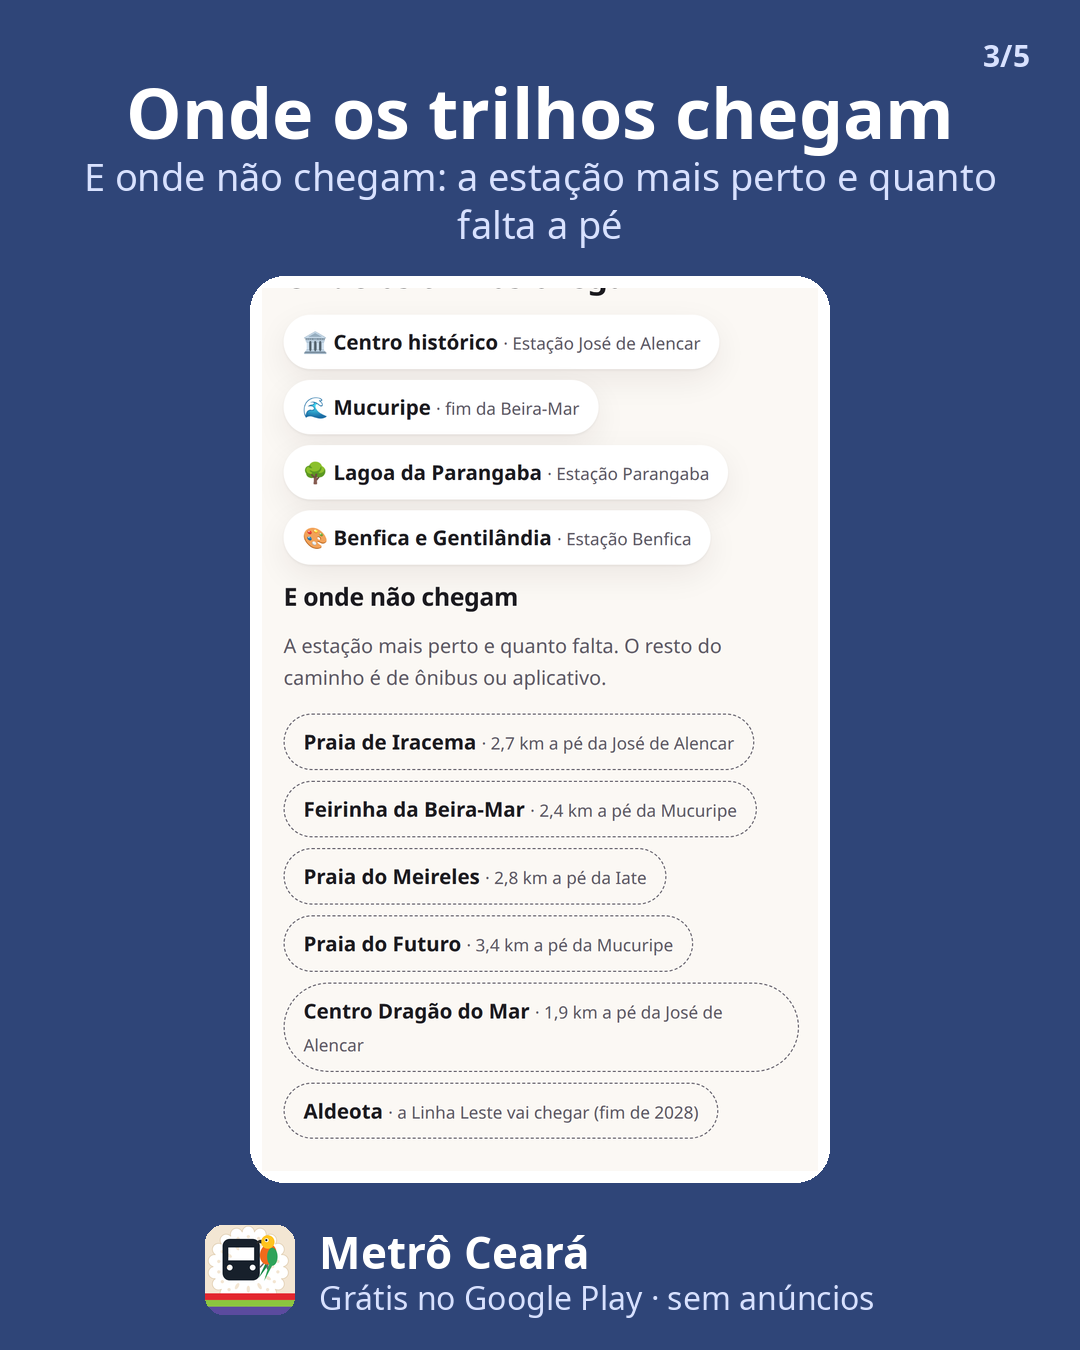 3/5
Onde os trilhos chegam
E onde não chegam: a estação mais perto e quanto
falta a pé
🏛️ Centro histórico · Estação José de Alencar
🌊 Mucuripe · fim da Beira-Mar
🌳 Lagoa da Parangaba · Estação Parangaba
🎨 Benfica e Gentilândia · Estação Benfica
E onde não chegam
A estação mais perto e quanto falta. O resto do
caminho é de ônibus ou aplicativo.
Praia de Iracema · 2,7 km a pé da José de Alencar
Feirinha da Beira-Mar · 2,4 km a pé da Mucuripe
Praia do Meireles · 2,8 km a pé da Iate
Praia do Futuro · 3,4 km a pé da Mucuripe
Centro Dragão do Mar · 1,9 km a pé da José de
Alencar
Aldeota · a Linha Leste vai chegar (fim de 2028)
Metrô Ceará
Grátis no Google Play · sem anúncios